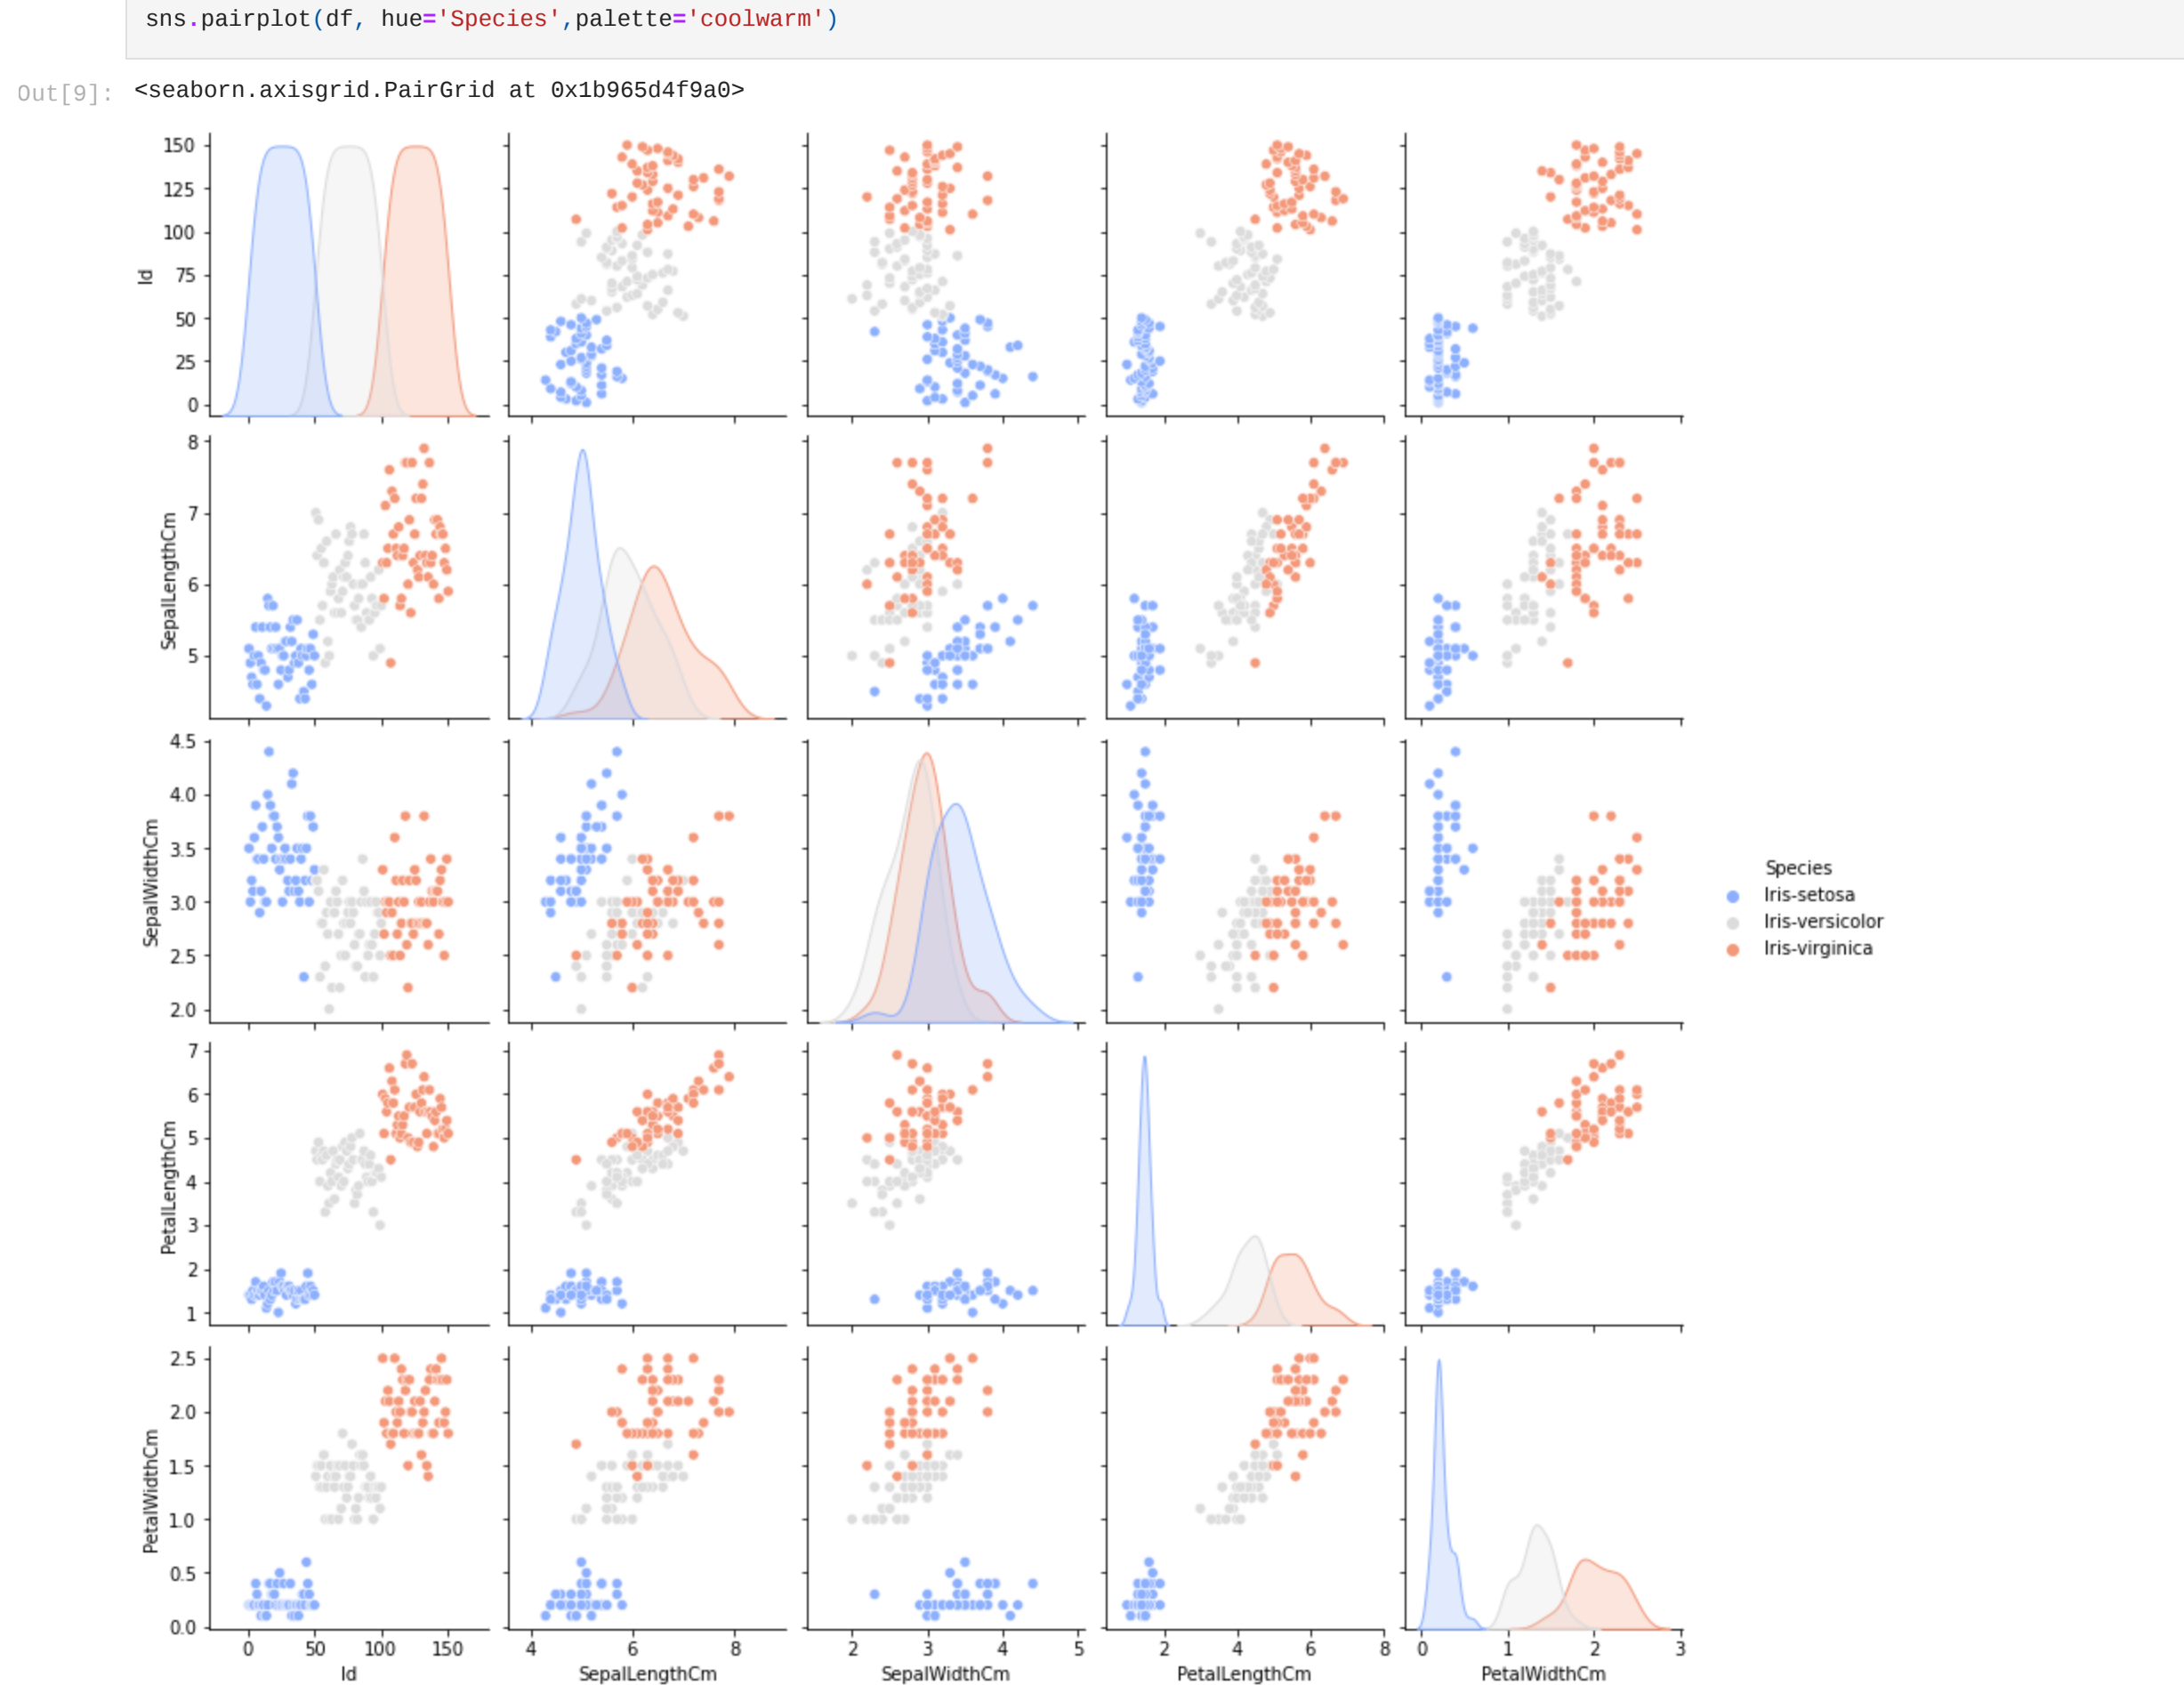 sns.pairplot(df, hue='Species',palette='coolwarm')
Out[9]: <seaborn.axisgrid.PairGrid at 0x1b965d4f9a0>
150
125
100
75
50
25
0
Id
8
7
6
5
SepalLengthCm
4.5
4.0
3.5
3.0
2.5
2.0
SepalWidthCm
Species
Iris-setosa
Iris-versicolor
Iris-virginica
7
6
5
4
3
2
1
PetalLengthCm
2.5
2.0
1.5
1.0
0.5
0.0
PetalWidthCm
0 50 100 150
4 6 8
2 3 4 5
2 4 6 8
0 1 2 3
Id SepalLengthCm SepalWidthCm PetalLengthCm PetalWidthCm